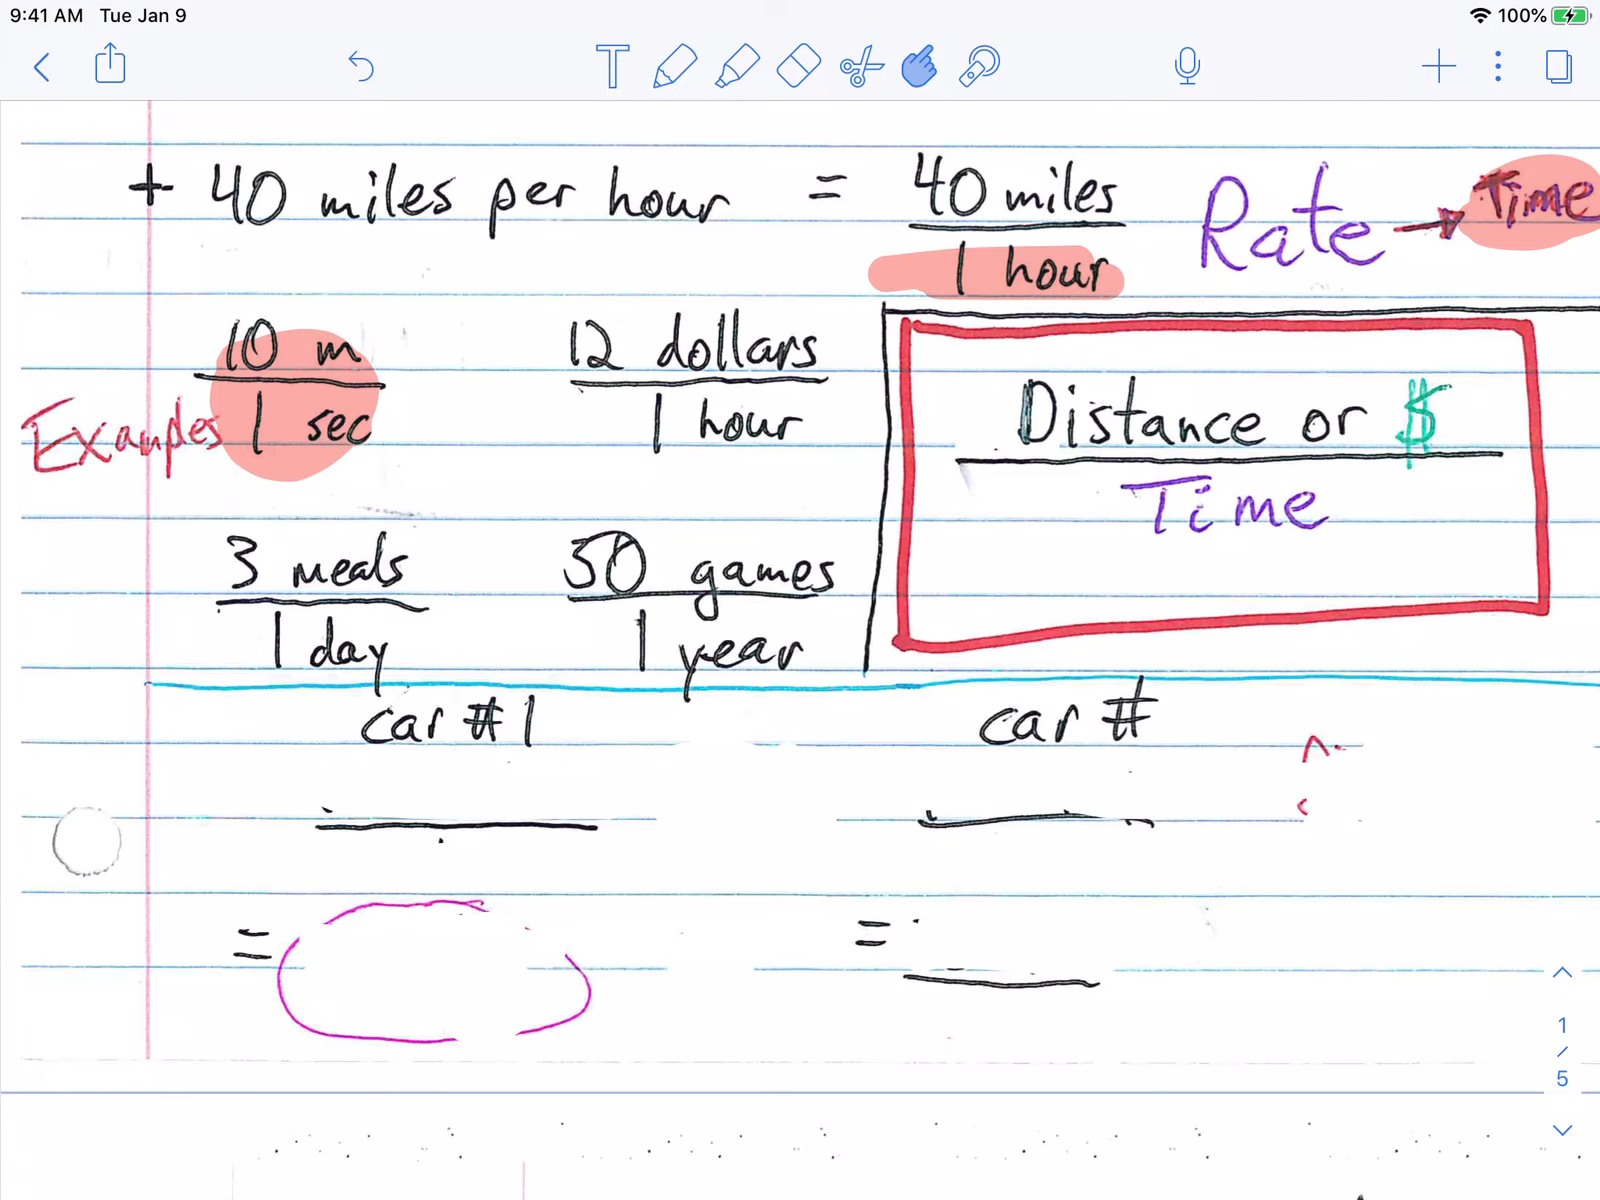 9:41 AM Tue Jan 9
100%
+ 40 miles per hour = 40 miles
1 hour
Rate → Time
10 m
1 sec
12 dollars
1 hour
Examples
Distance or $
Time
3 meals
1 day
50 games
1 year
car #1
car #
=
=
1
/
5